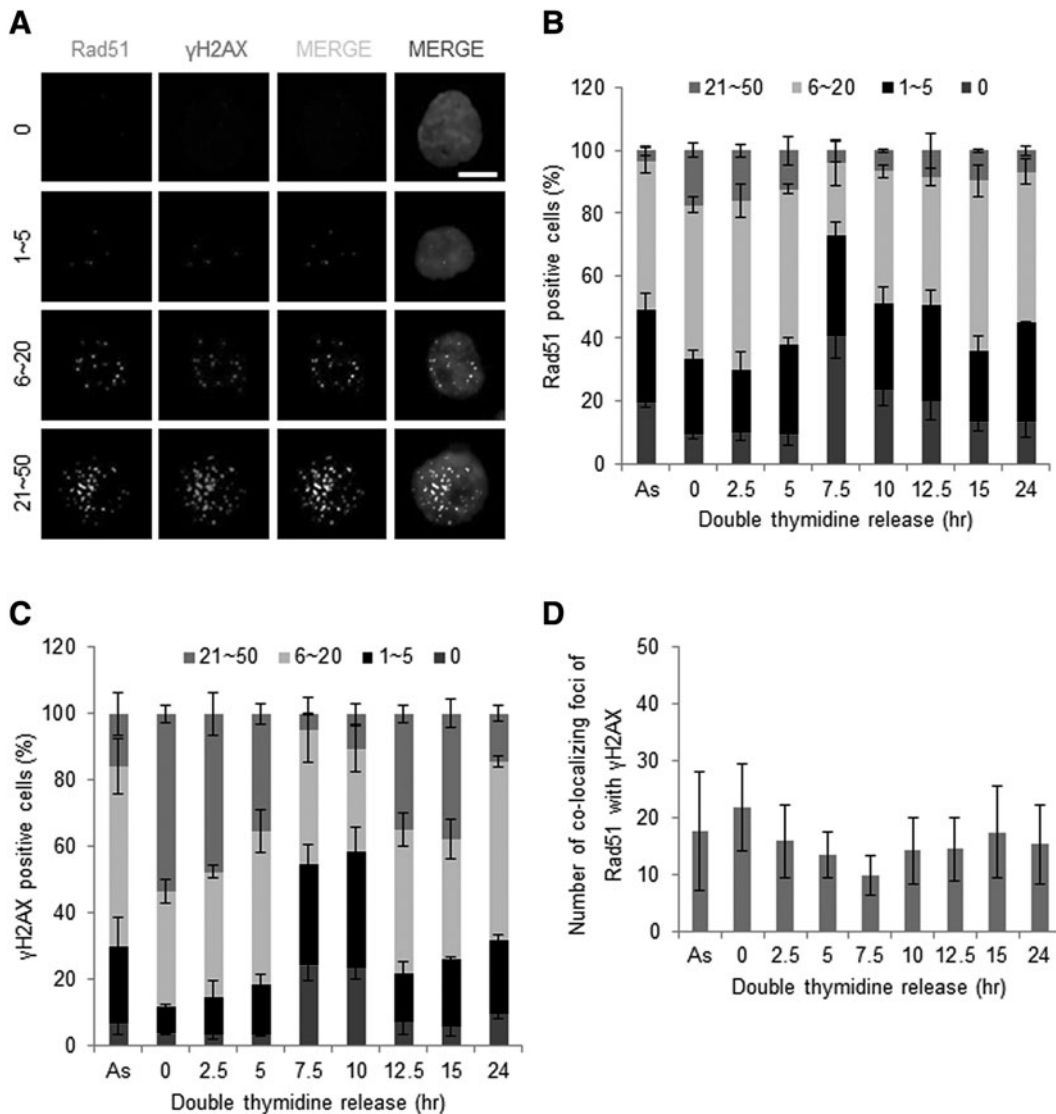 A
Rad51 γH2AX MERGE MERGE
0
1~5
6~20
21~50
B
21~50 6~20 1~5 0
120
100
80
60
40
20
0
Rad51 positive cells (%)
As 0 2.5 5 7.5 10 12.5 15 24
Double thymidine release (hr)
C
21~50 6~20 1~5 0
120
100
80
60
40
20
0
γH2AX positive cells (%)
As 0 2.5 5 7.5 10 12.5 15 24
Double thymidine release (hr)
D
50
40
30
20
10
0
Number of co-localizing foci of
Rad51 with γH2AX
As 0 2.5 5 7.5 10 12.5 15 24
Double thymidine release (hr)